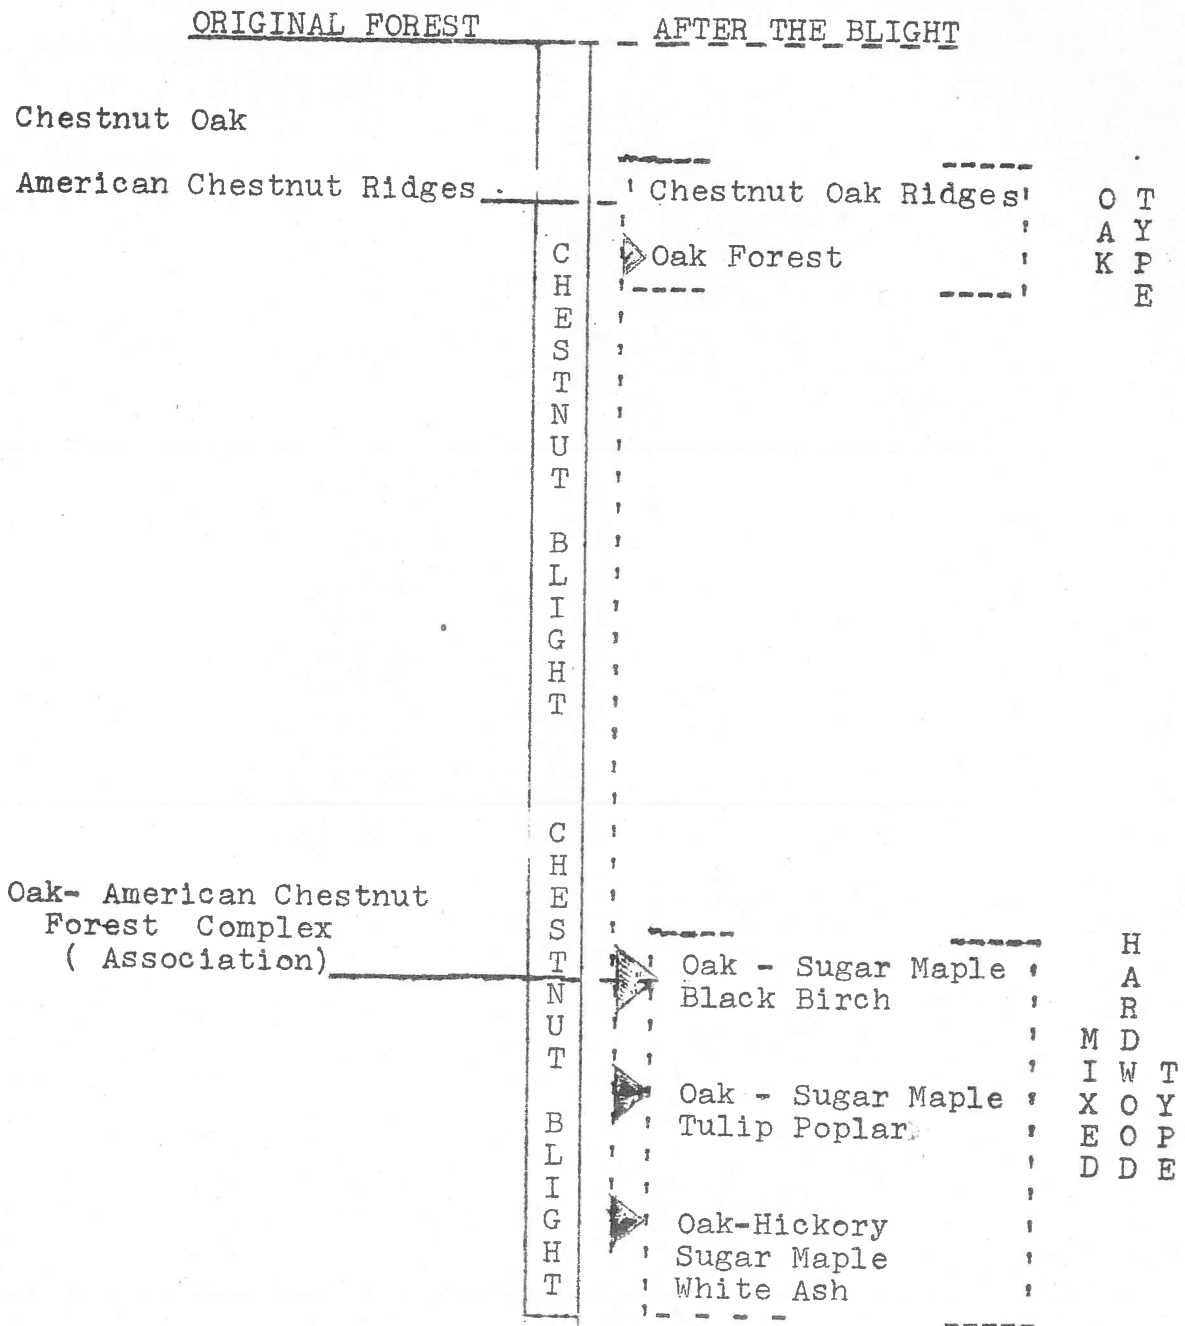 ORIGINAL FOREST
AFTER THE BLIGHT
Chestnut Oak
American Chestnut Ridges
Chestnut Oak Ridges
Oak Forest
OAK
TYPE
CHESTNUT BLIGHT
CHESTNUT BLIGHT
Oak- American Chestnut
Forest Complex
( Association)
Oak - Sugar Maple
Black Birch
Oak - Sugar Maple
Tulip Poplar
Oak-Hickory
Sugar Maple
White Ash
MIXED
HARDWOOD
TYPE